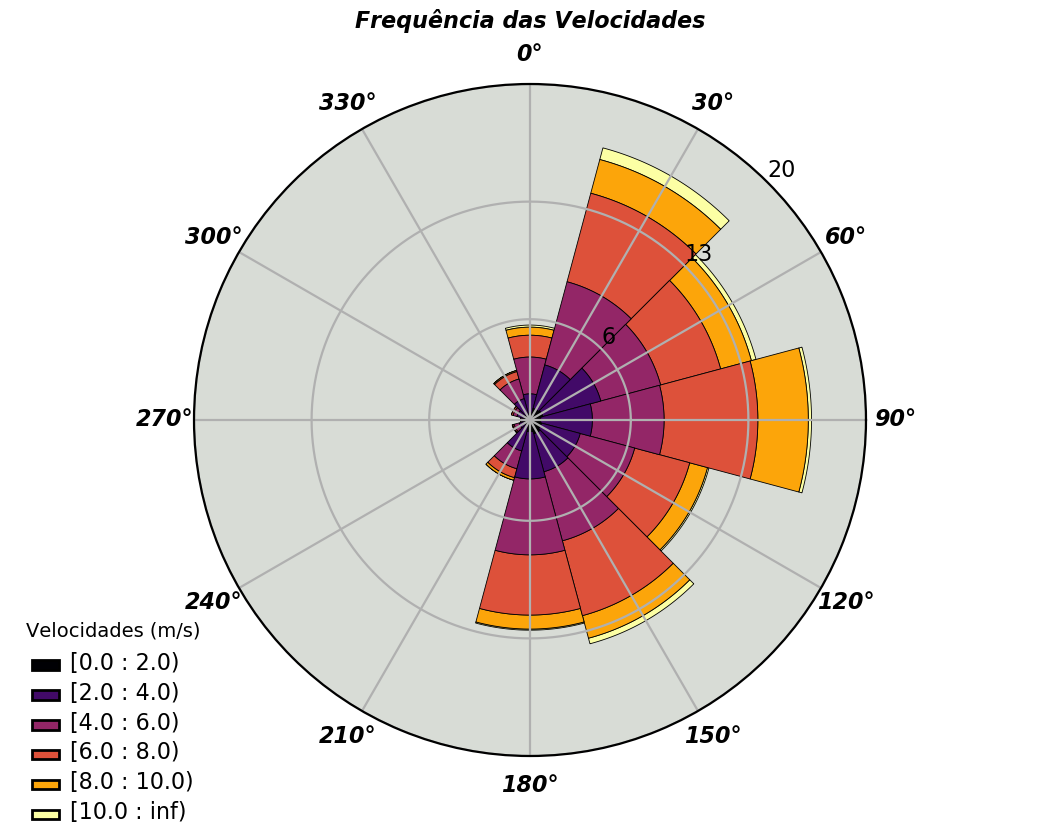 Frequência das Velocidades
0°
330°
30°
20
300°
60°
13
6
270°
90°
240°
120°
210°
150°
180°
Velocidades (m/s)
[0.0 : 2.0)
[2.0 : 4.0)
[4.0 : 6.0)
[6.0 : 8.0)
[8.0 : 10.0)
[10.0 : inf)